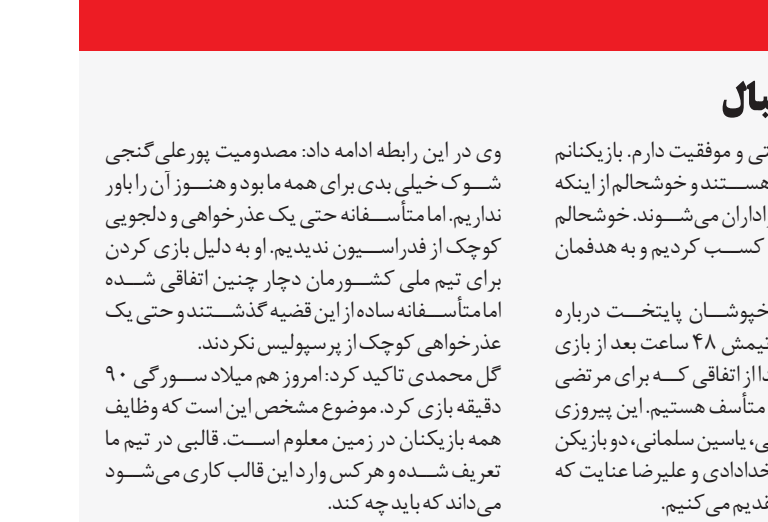 بال
تی و موفقیت دارم. بازیکنانم
هستند و خوشحالم از اینکه
اداران می‌شوند. خوشحالم
کسب کردیم و به هدفمان
خپوشان پایتخت درباره
تیمش ۴۸ ساعت بعد از بازی
دا از اتفاقی که برای مرتضی
متأسف هستیم. این پیروزی
ی، یاسین سلمانی، دو بازیکن
خدادادی و علیرضا عنایت که
قدیم می‌کنیم.
وی در این رابطه ادامه داد: مصدومیت پورعلی‌گنجی
شوک خیلی بدی برای همه ما بود و هنوز آن را باور
نداریم. اما متأسفانه حتی یک عذرخواهی و دلجویی
کوچک از فدراسیون ندیدیم. او به دلیل بازی کردن
برای تیم ملی کشورمان دچار چنین اتفاقی شده
اما متأسفانه ساده از این قضیه گذشتند و حتی یک
عذرخواهی کوچک از پرسپولیس نکردند.
گل محمدی تاکید کرد: امروز هم میلاد سورگی ۹۰
دقیقه بازی کرد. موضوع مشخص این است که وظایف
همه بازیکنان در زمین معلوم است. قالبی در تیم ما
تعریف شده و هر کس وارد این قالب کاری می‌شود
می‌داند که باید چه کند.